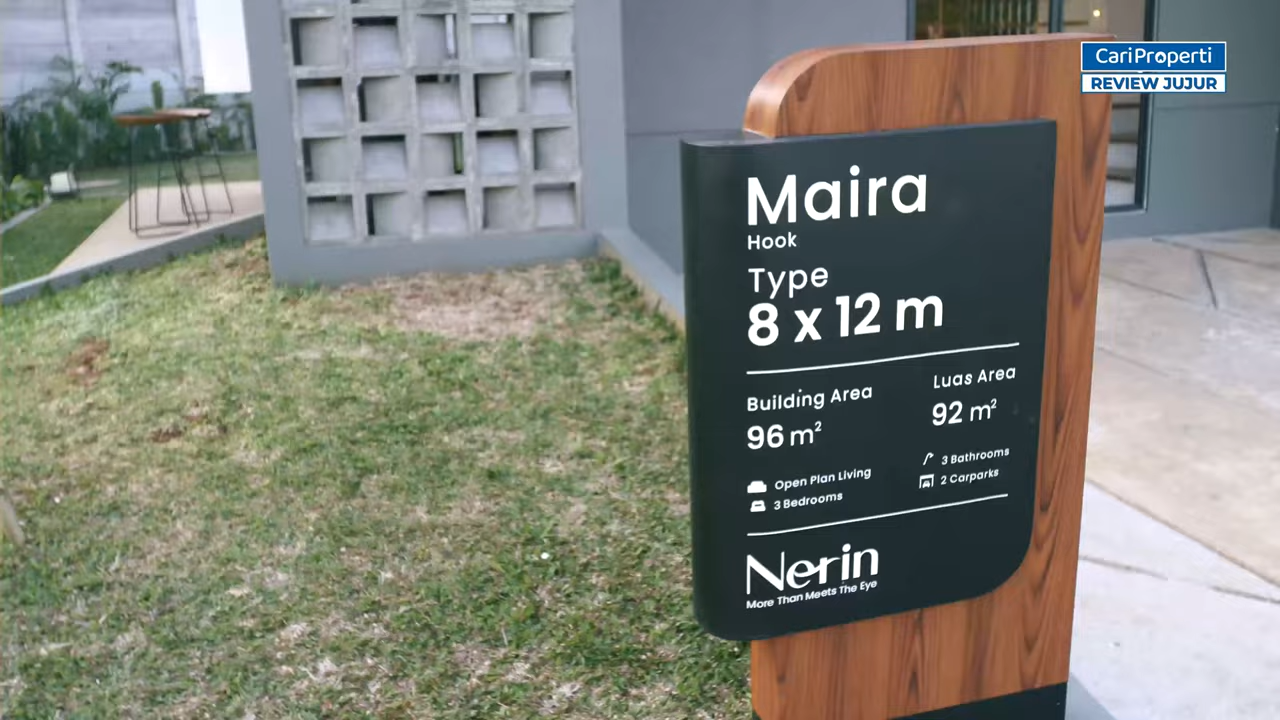 CariProperti
REVIEW JUJUR
Maira
Hook
Type
8 x 12 m
Building Area
96 m²
Luas Area
92 m²
Open Plan Living
3 Bedrooms
3 Bathrooms
2 Carparks
Nerin
More Than Meets The Eye